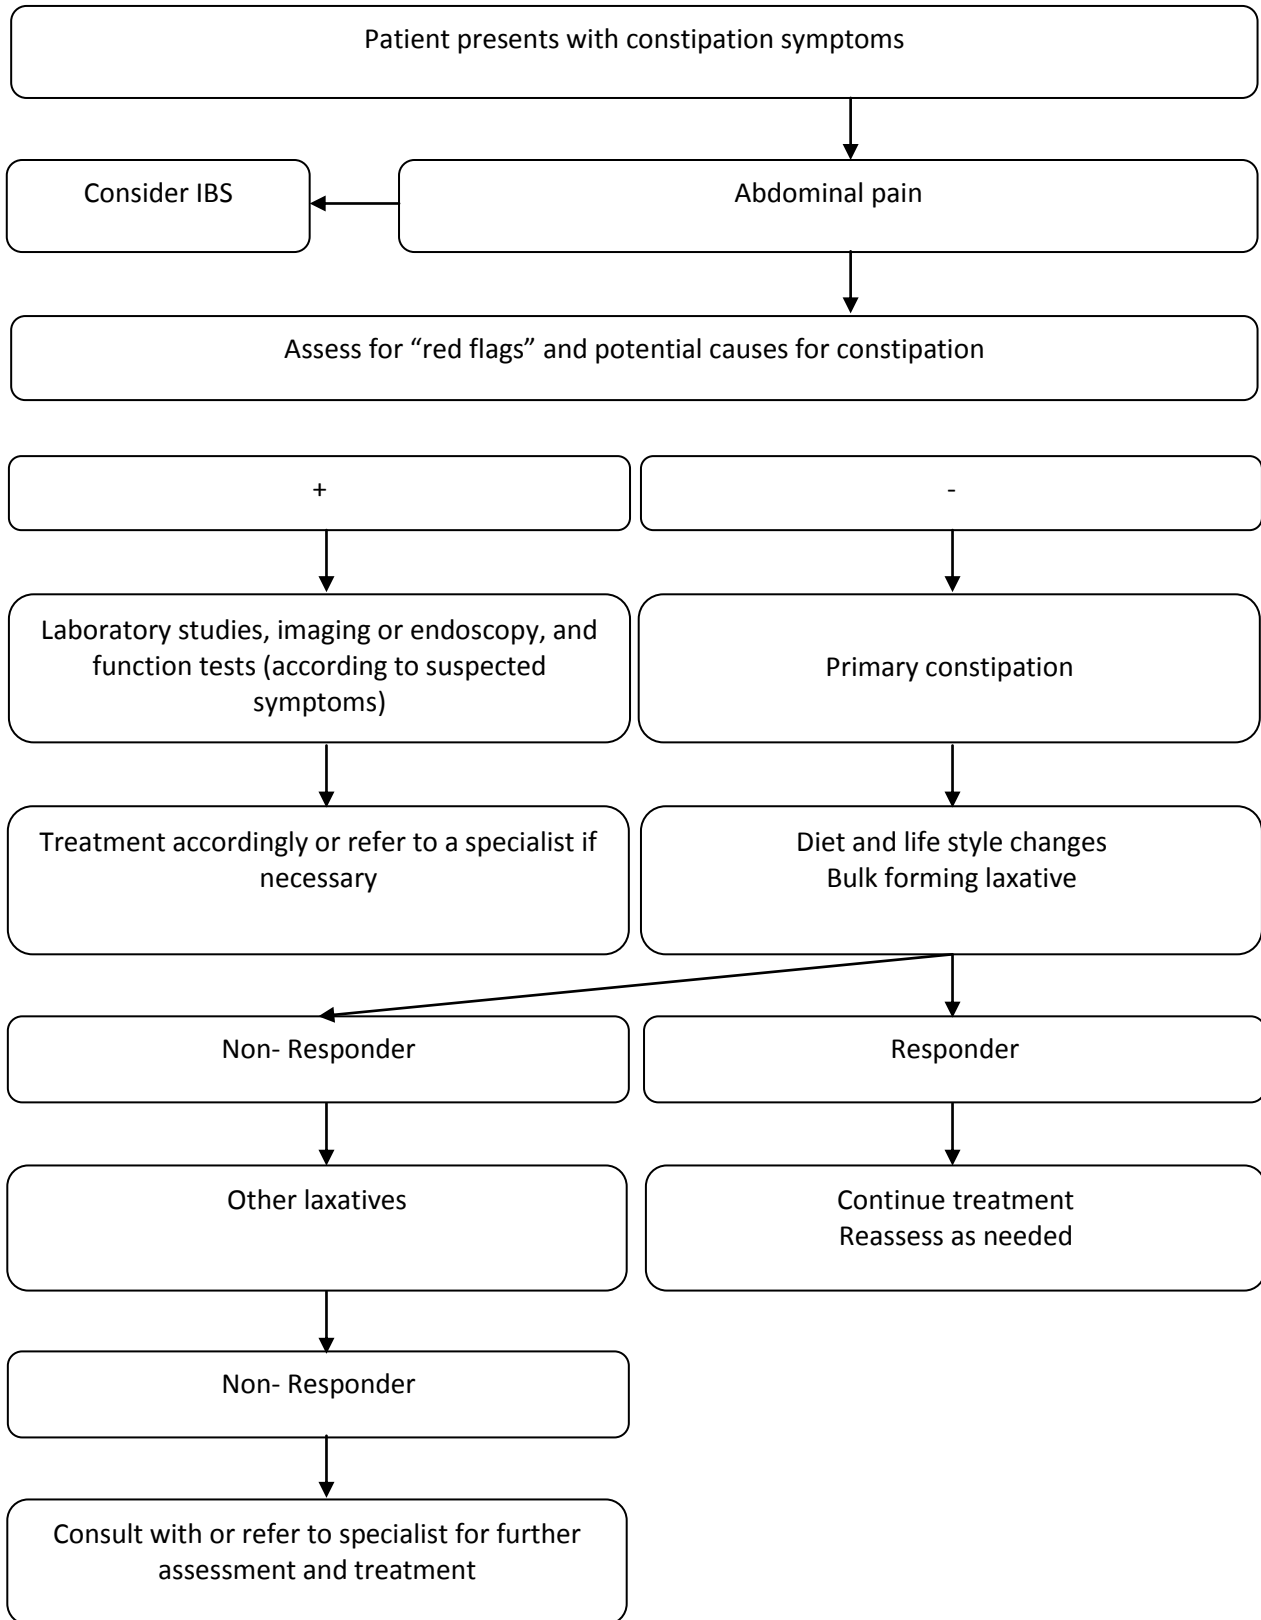 Patient presents with constipation symptoms
Consider IBS
Abdominal pain
Assess for “red flags” and potential causes for constipation
+
-
Laboratory studies, imaging or endoscopy, and
function tests (according to suspected
symptoms)
Primary constipation
Treatment accordingly or refer to a specialist if
necessary
Diet and life style changes
Bulk forming laxative
Non- Responder
Responder
Other laxatives
Continue treatment
Reassess as needed
Non- Responder
Consult with or refer to specialist for further
assessment and treatment